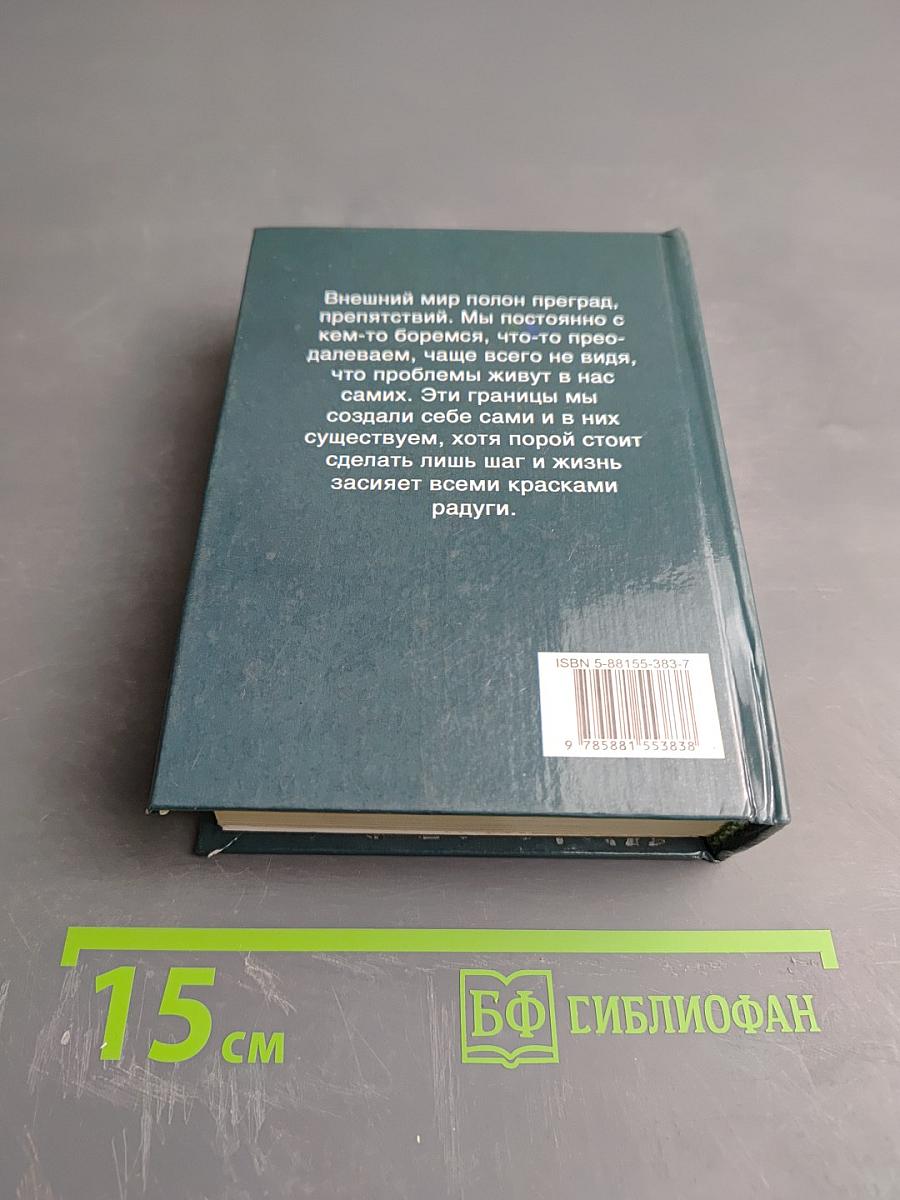 Внешний мир полон преград,
препятствий. Мы постоянно с
кем-то боремся, что-то прео-
далеваем, чаще всего не видя,
что проблемы живут в нас
самих. Эти границы мы
создали себе сами и в них
существуем, хотя порой стоит
сделать лишь шаг и жизнь
засияет всеми красками
радуги.
ISBN 5-88155-383-7
9 785881 553838
15 см
БФ БИБЛИОФАН